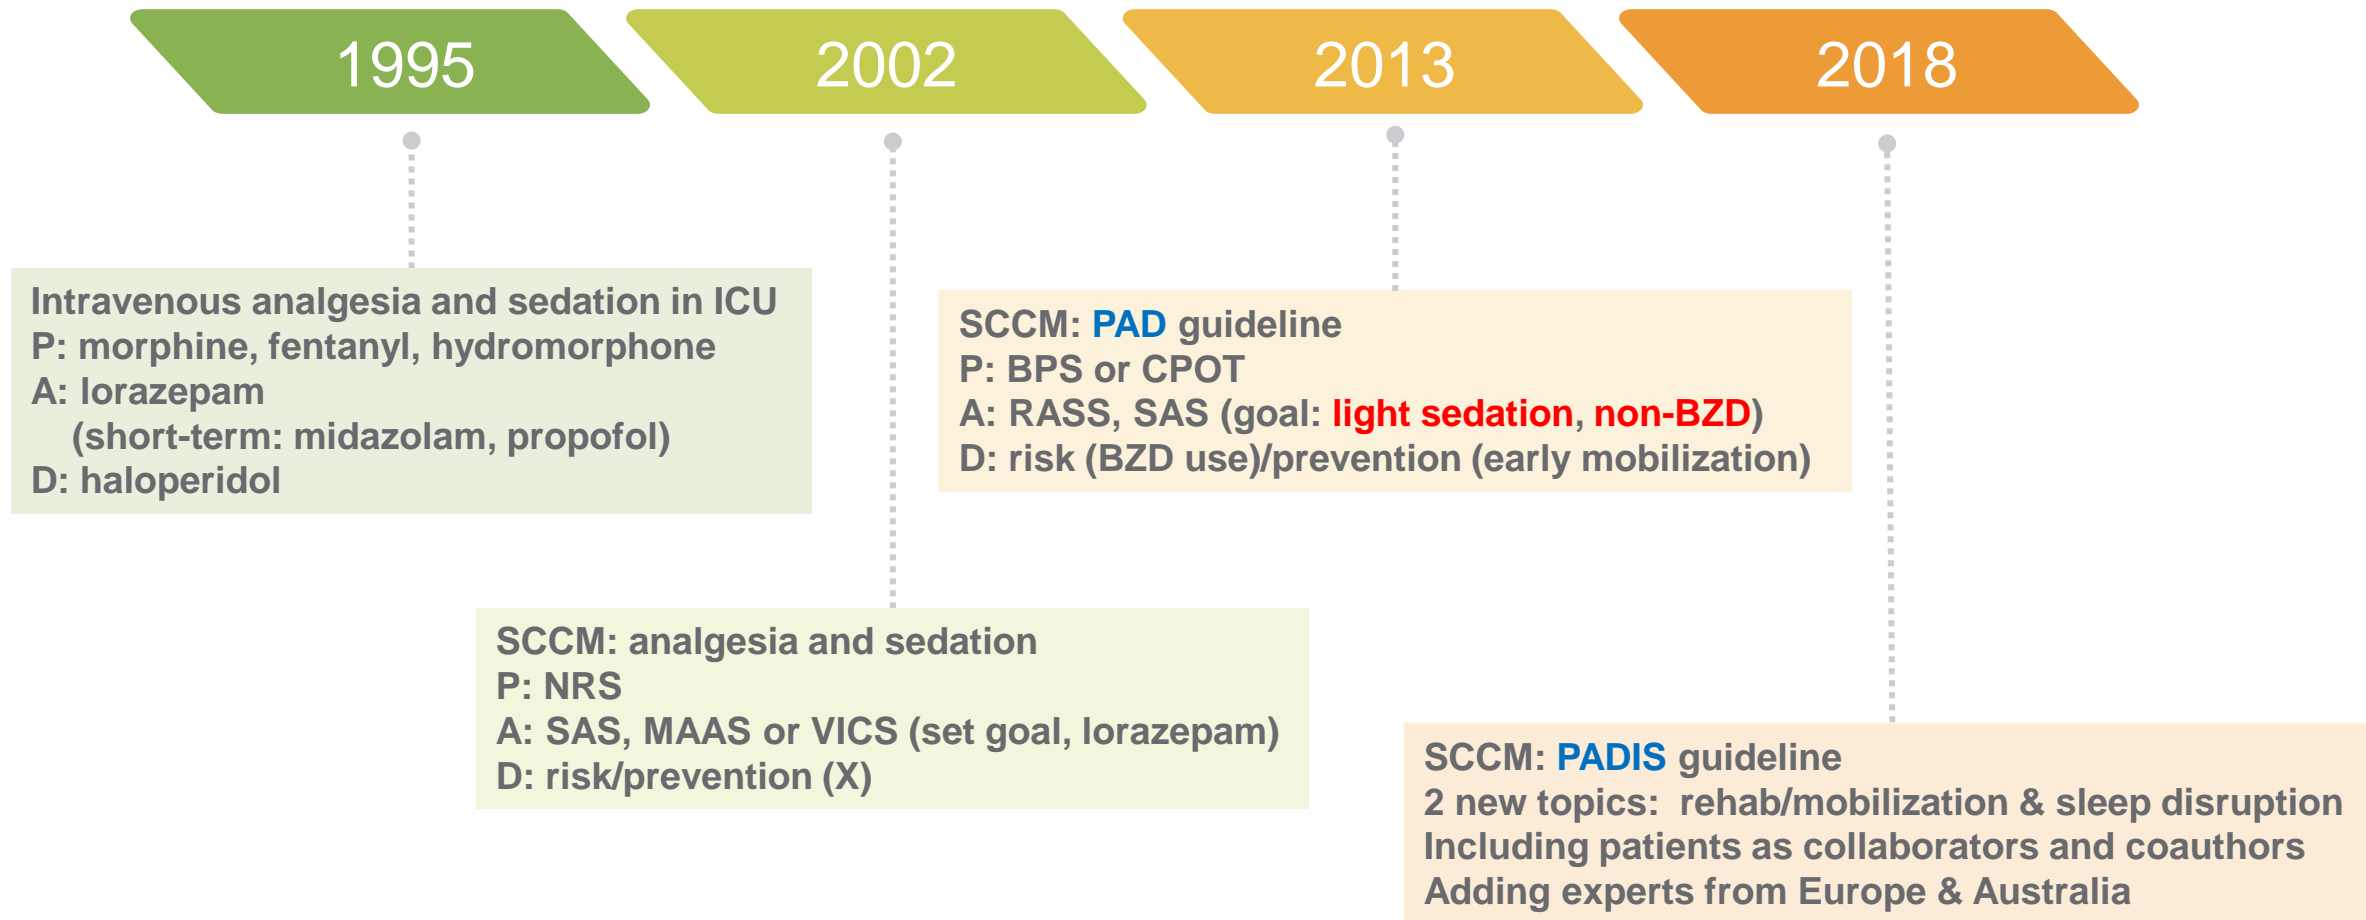 1995
2002
2013
2018
Intravenous analgesia and sedation in ICU
P: morphine, fentanyl, hydromorphone
A: lorazepam
(short-term: midazolam, propofol)
D: haloperidol
SCCM: analgesia and sedation
P: NRS
A: SAS, MAAS or VICS (set goal, lorazepam)
D: risk/prevention (X)
SCCM: PAD guideline
P: BPS or CPOT
A: RASS, SAS (goal: light sedation, non-BZD)
D: risk (BZD use)/prevention (early mobilization)
SCCM: PADIS guideline
2 new topics:  rehab/mobilization & sleep disruption
Including patients as collaborators and coauthors
Adding experts from Europe & Australia